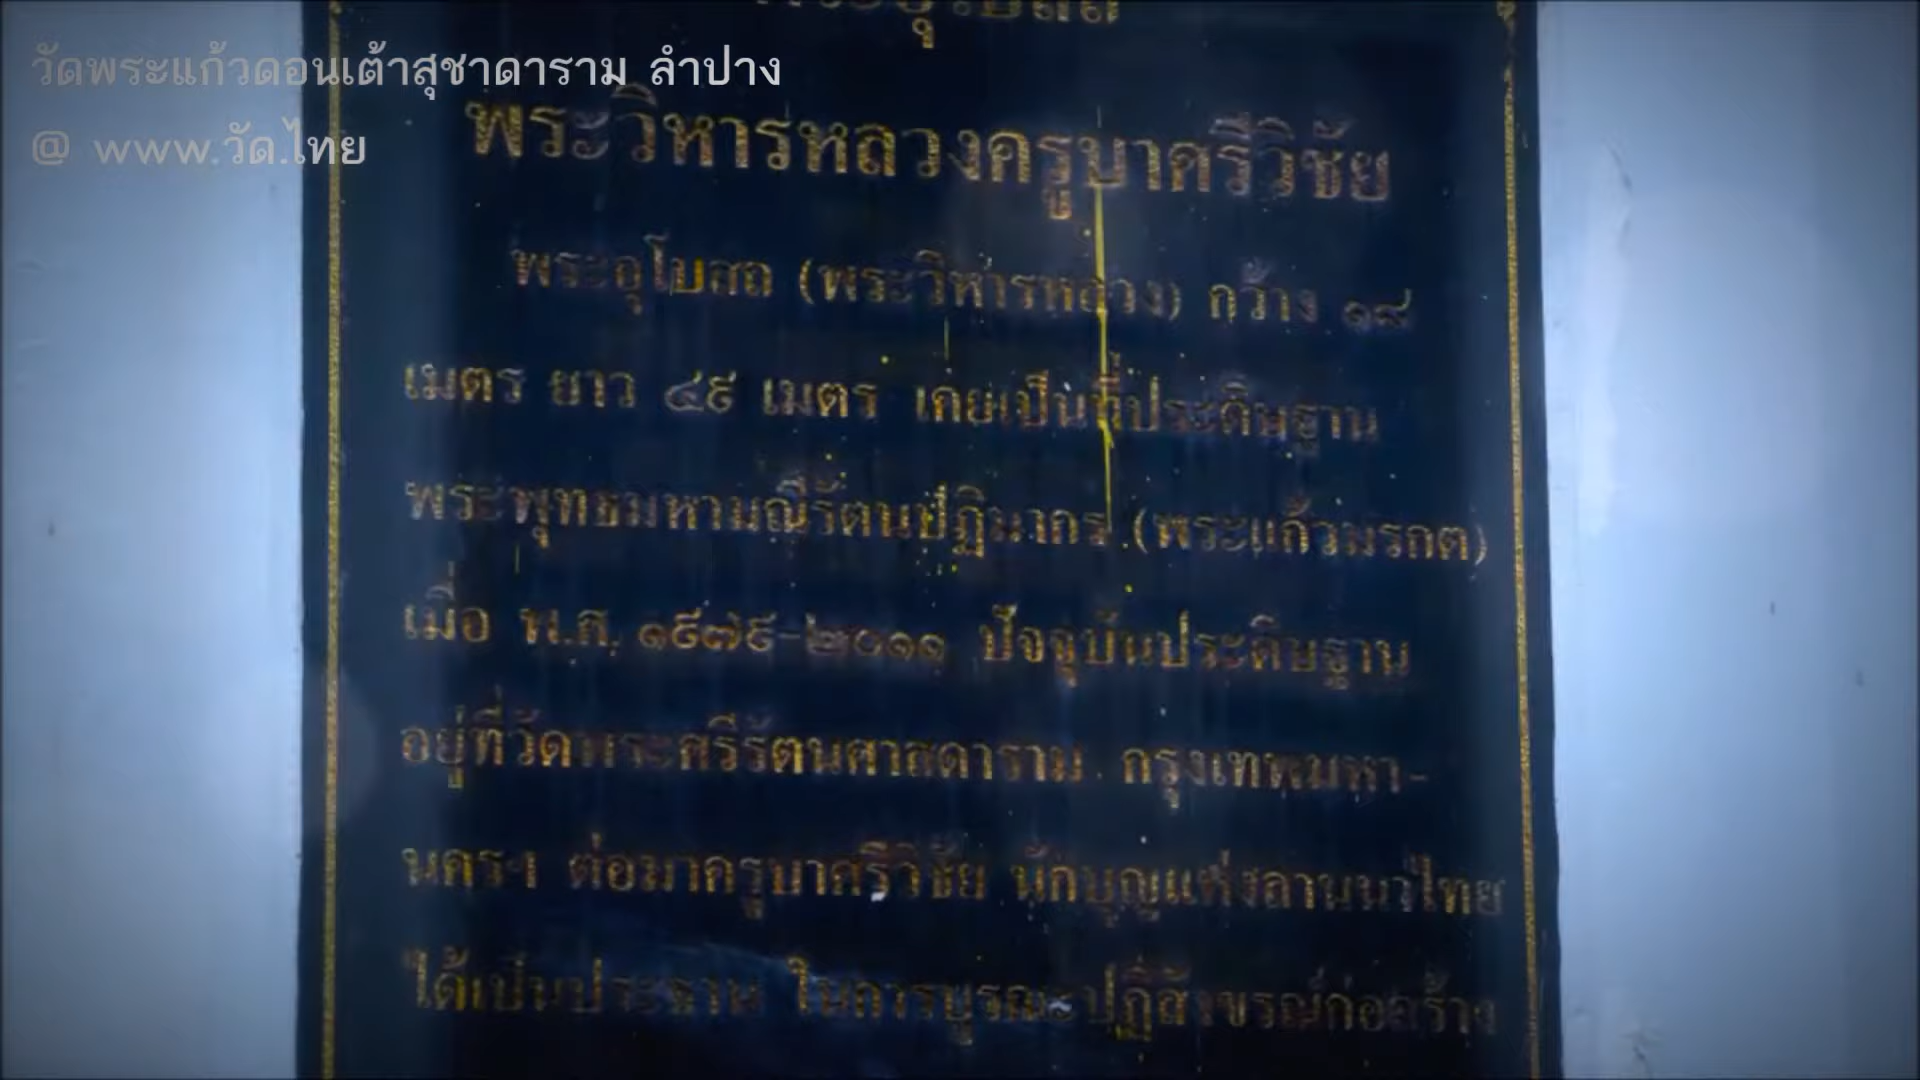 วัดพระแก้วดอนเต้าสุชาดาราม ลำปาง
@ www.วัด.ไทย
พระอุโบสถ
พระวิหารหลวงครูบาศรีวิชัย
พระอุโบสถ (พระวิหารหลวง) กว้าง ๑๘
เมตร ยาว ๔๙ เมตร เคยเป็นที่ประดิษฐาน
พระพุทธมหามณีรัตนปฏิมากร (พระแก้วมรกต)
เมื่อ พ.ศ. ๑๙๗๙-๒๐๑๑ ปัจจุบันประดิษฐาน
อยู่ที่วัดพระศรีรัตนศาสดาราม กรุงเทพมหา-
นครฯ ต่อมาครูบาศรีวิชัย นักบุญแห่งลานนาไทย
ได้เป็นประธาน ในการบูรณะปฏิสังขรณ์ก่อสร้าง